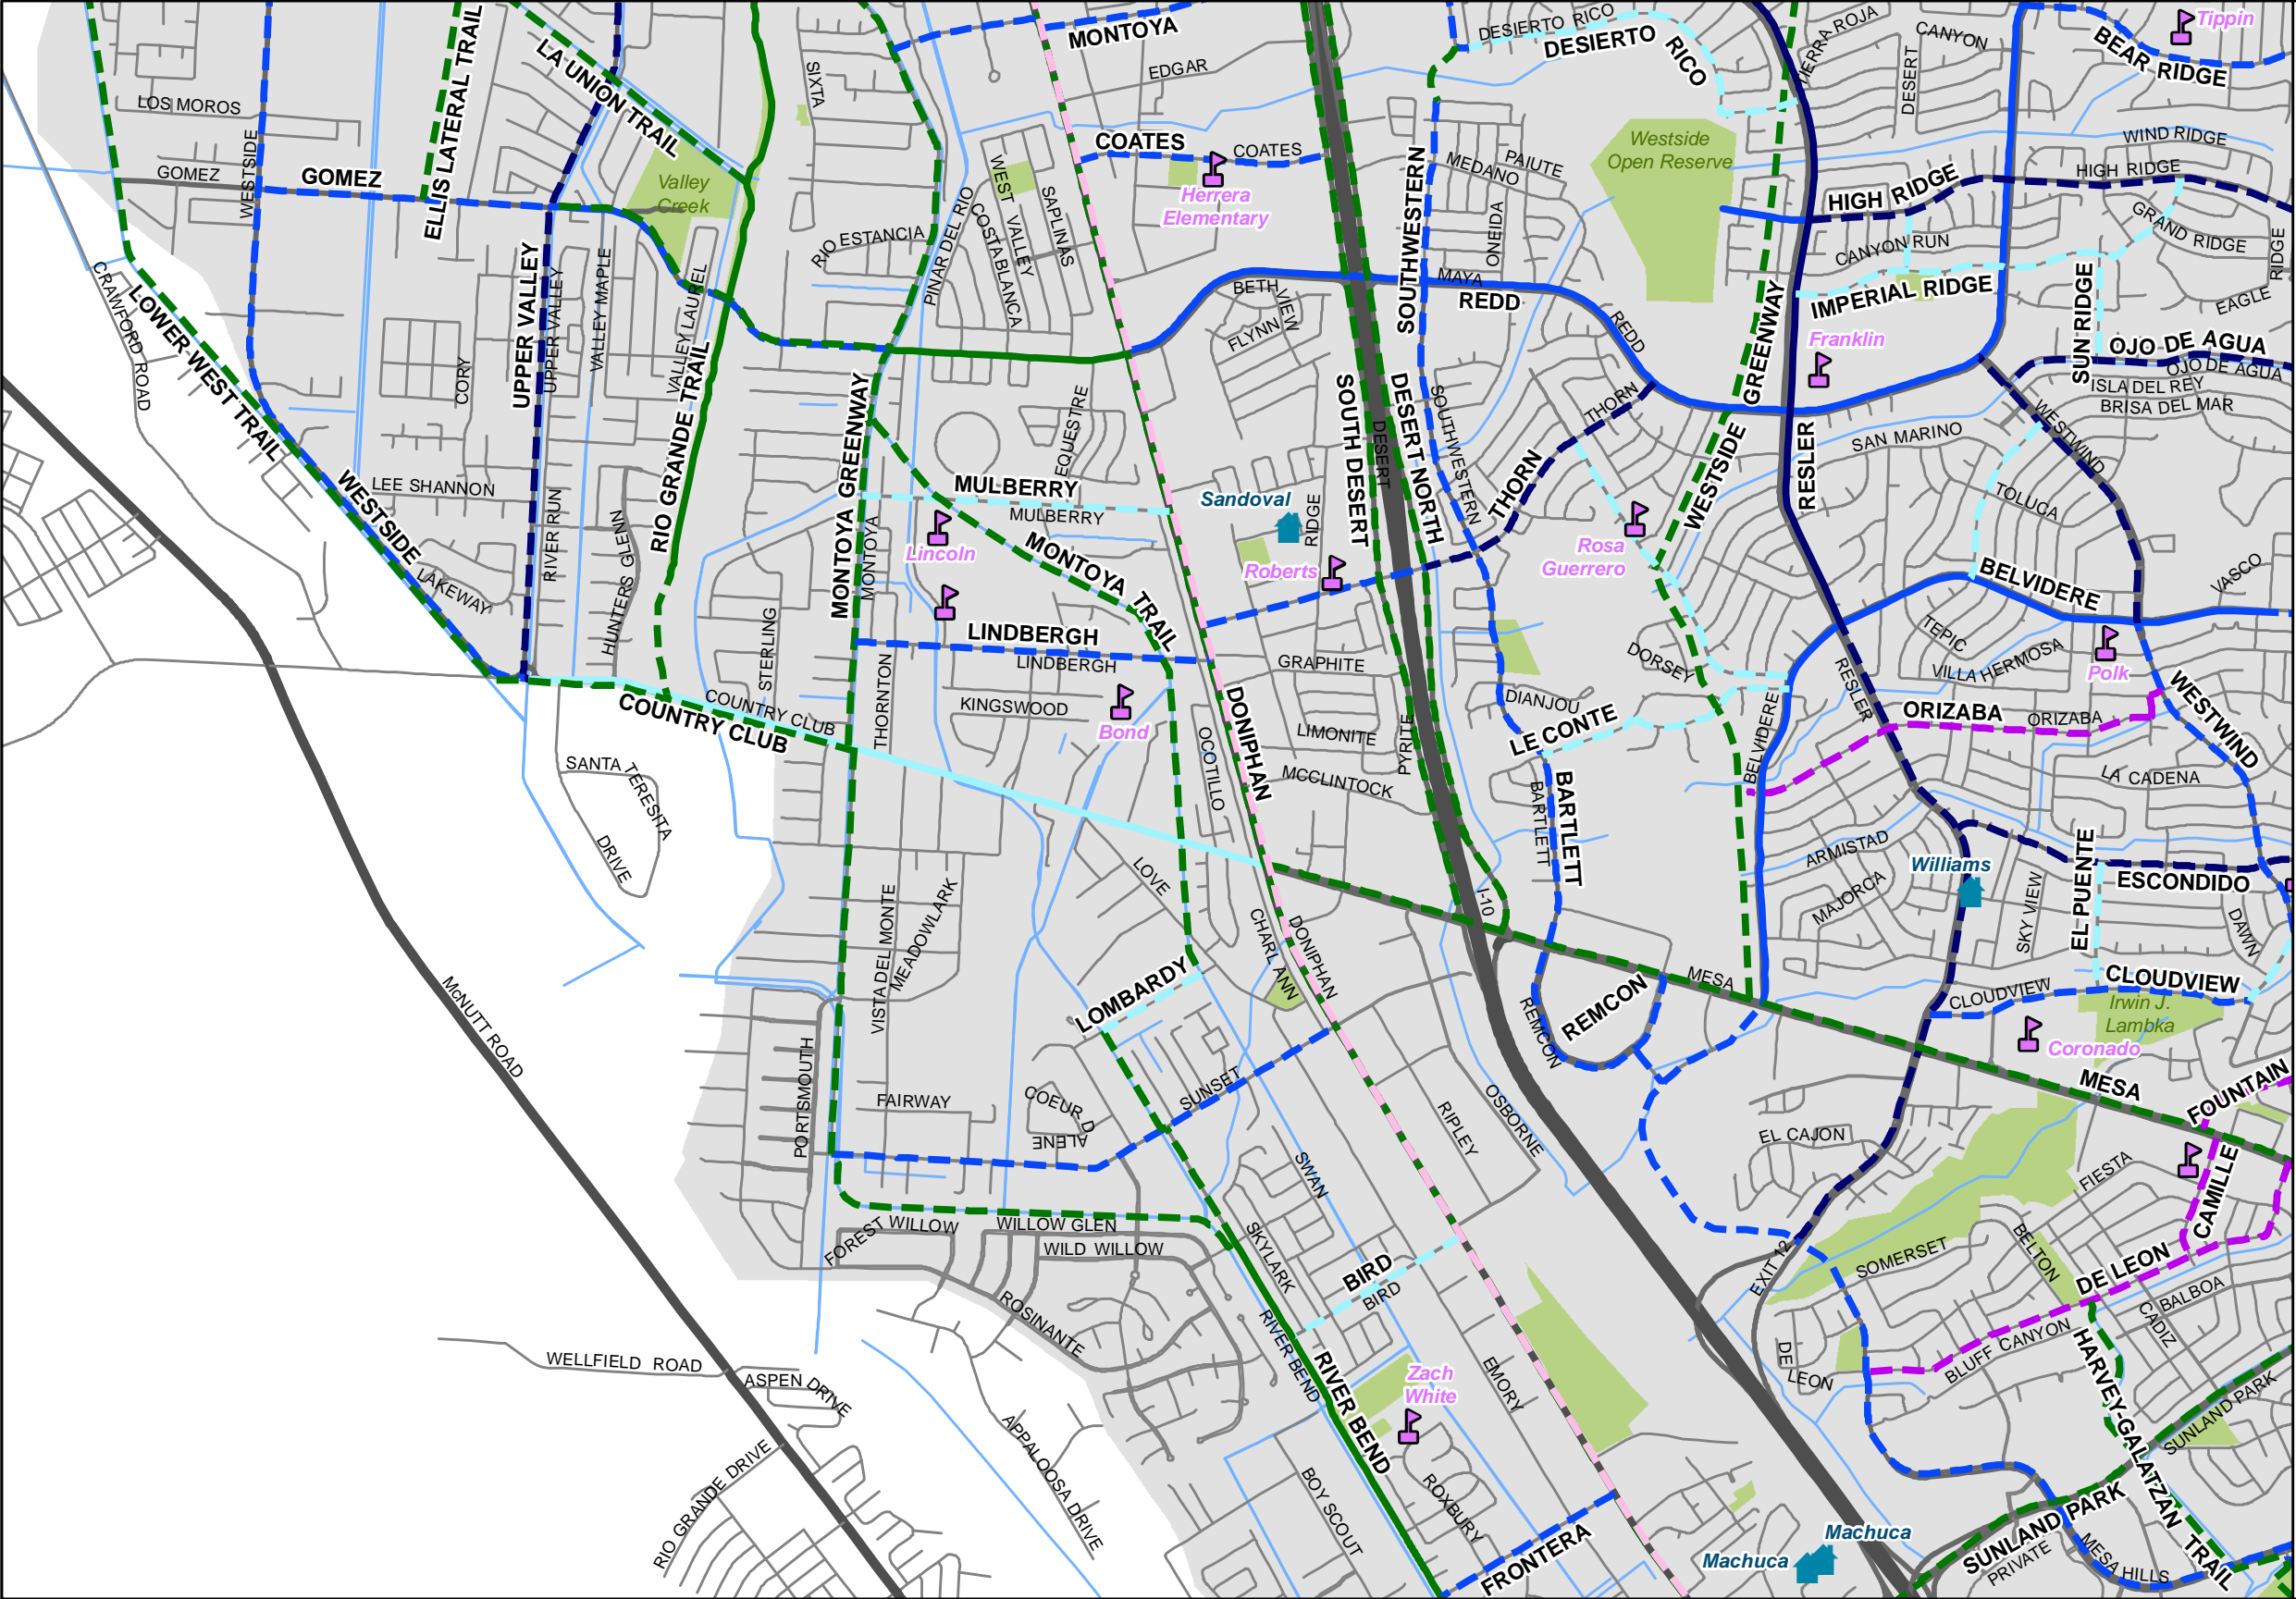 MONTOYA
DESIERTO RICO
DESIERTO
RICO
TIERRA ROJA
CANYON
Tippin
BEAR RIDGE
LA UNION TRAIL
ELLIS LATERAL TRAIL
SIXTA
EDGAR
DESERT
LOS MOROS
WESTSIDE
GOMEZ
GOMEZ
Valley
Creek
COATES
COATES
Herrera
Elementary
SOUTHWESTERN
MEDANO
PAIUTE
ONEIDA
Westside
Open Reserve
WIND RIDGE
HIGH RIDGE
HIGH RIDGE
GRAND RIDGE
RIDGE
CANYON RUN
IMPERIAL RIDGE
SUN RIDGE
EAGLE
WEST VALLEY
COSTABLANCA
SAPLINAS
PINAR DEL RIO
RIO ESTANCIA
CRAWFORD ROAD
LOWER WEST TRAIL
UPPER VALLEY
UPPER VALLEY
VALLEY MAPLE
VALLEY LAUREL
RIO GRANDE TRAIL
CORY
BETH
VIEW
FLYNN
MAYA
REDD
REDD
GREENWAY
Franklin
OJO DE AGUA
OJO DE AGUA
ISLA DEL REY
BRISA DEL MAR
WESTWIND
SAN MARINO
RESLER
WESTSIDE
THORN
THORN
SOUTHWESTERN
SOUTH DESERT
DESERT
DESERT NORTH
EQUESTRE
MONTOYA GREENWAY
MONTOYA
MULBERRY
MULBERRY
Lincoln
MONTOYA TRAIL
Sandoval
RIDGE
Roberts
Rosa
Guerrero
TOLUCA
BELVIDERE
VASCO
LEE SHANNON
WESTSIDE
LAKEWAY
RIVER RUN
HUNTERS GLENN
STERLING
LINDBERGH
LINDBERGH
THORNTON
KINGSWOOD
Bond
COUNTRY CLUB
COUNTRY CLUB
SANTA TERESITA
DRIVE
OCOTILLO
DONIPHAN
GRAPHITE
LIMONITE
PYRITE
MCCLINTOCK
DIANJOU
LE CONTE
DORSEY
BARTLETT
BARTLETT
BELVIDERE
RESLER
TEPIC
VILLA HERMOSA
Polk
ORIZABA
ORIZABA
WESTWIND
LA CADENA
ARMISTAD
MAJORCA
Williams
SKY VIEW
EL PUENTE
ESCONDIDO
DAWN
CLOUDVIEW
CLOUDVIEW
Irwin J.
Lambka
Coronado
MESA
MESA
FOUNTAIN
CAMILLE
LOVE
CHARL ANN
DONIPHAN
I-10
REMCON
REMCON
VISTA DEL MONTE
MEADOWLARK
LOMBARDY
McNUTT ROAD
PORTSMOUTH
FAIRWAY
COEUR D
ALENE
SUNSET
RIPLEY
OSBORNE
EL CAJON
FIESTA
SWAN
FOREST WILLOW
WILLOW GLEN
WILD WILLOW
SKYLARK
BIRD
BIRD
EXIT 12
SOMERSET
BELTON
DE LEON
BALBOA
CADIZ
BLUFF CANYON
DE
LEON
ROSINANTE
RIVER BEND
RIVER BEND
Zach
White
EMORY
WELLFIELD ROAD
ASPEN DRIVE
APPALOOSA DRIVE
RIO GRANDE DRIVE
BOY SCOUT
ROXBURY
FRONTERA
HARVEY-GALATZAN TRAIL
SUNLAND PARK
SUNLAND PARK
PRIVATE
MESA HILLS
Machuca
Machuca